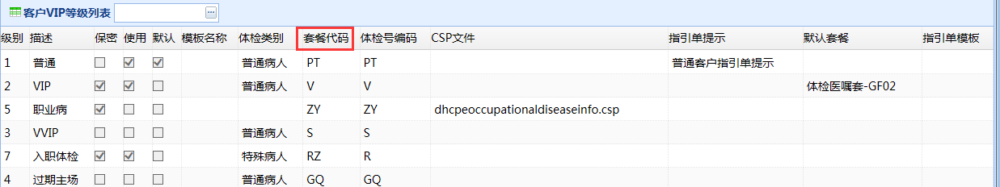 客户VIP等级列表
级别 描述 保密 使用 默认 模板名称 体检类别 套餐代码 体检号编码 CSP文件 指引单提示 默认套餐 指引单模板
1 普通 普通病人 PT PT 普通客户指引单提示
2 VIP 普通病人 V V 体检医嘱套-GF02
5 职业病 ZY ZY dhcpeoccupationaldiseaseinfo.csp
3 VVIP 普通病人 S S
7 入职体检 特殊病人 RZ R
4 过期主场 普通病人 GQ GQ